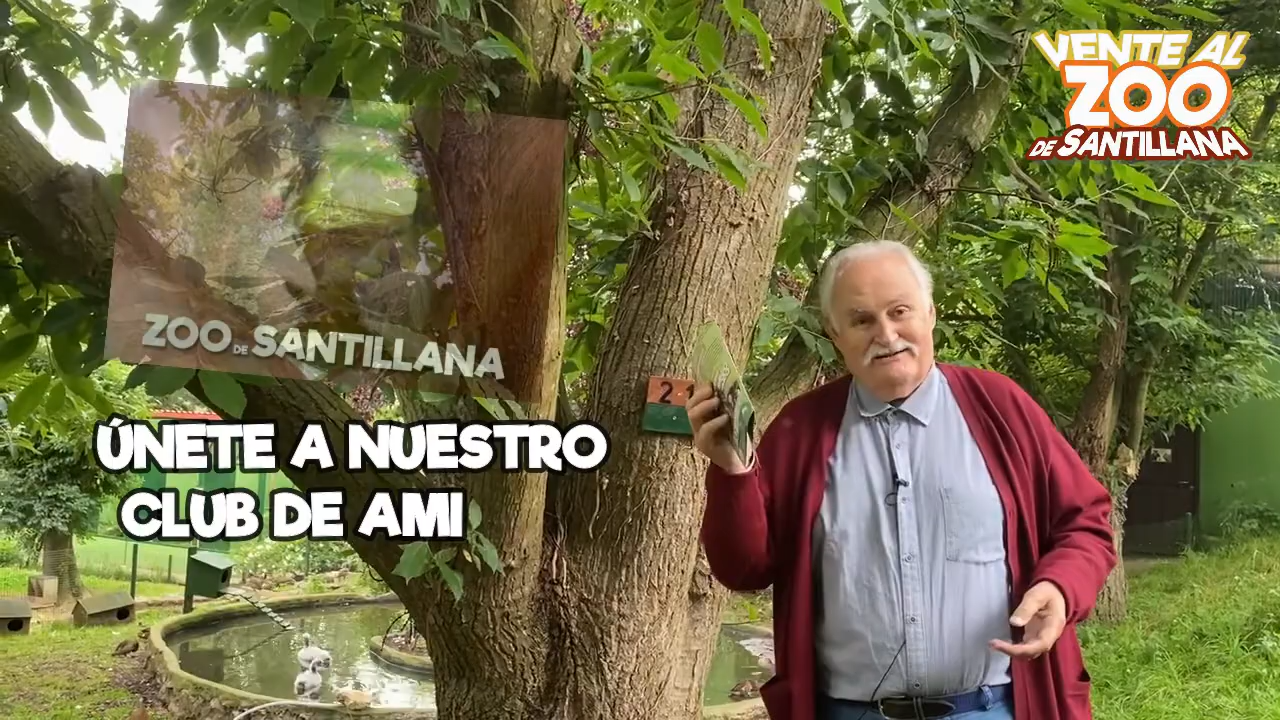 VENTE AL
ZOO
DE SANTILLANA
ZOO DE SANTILLANA
ÚNETE A NUESTRO
CLUB DE AMI